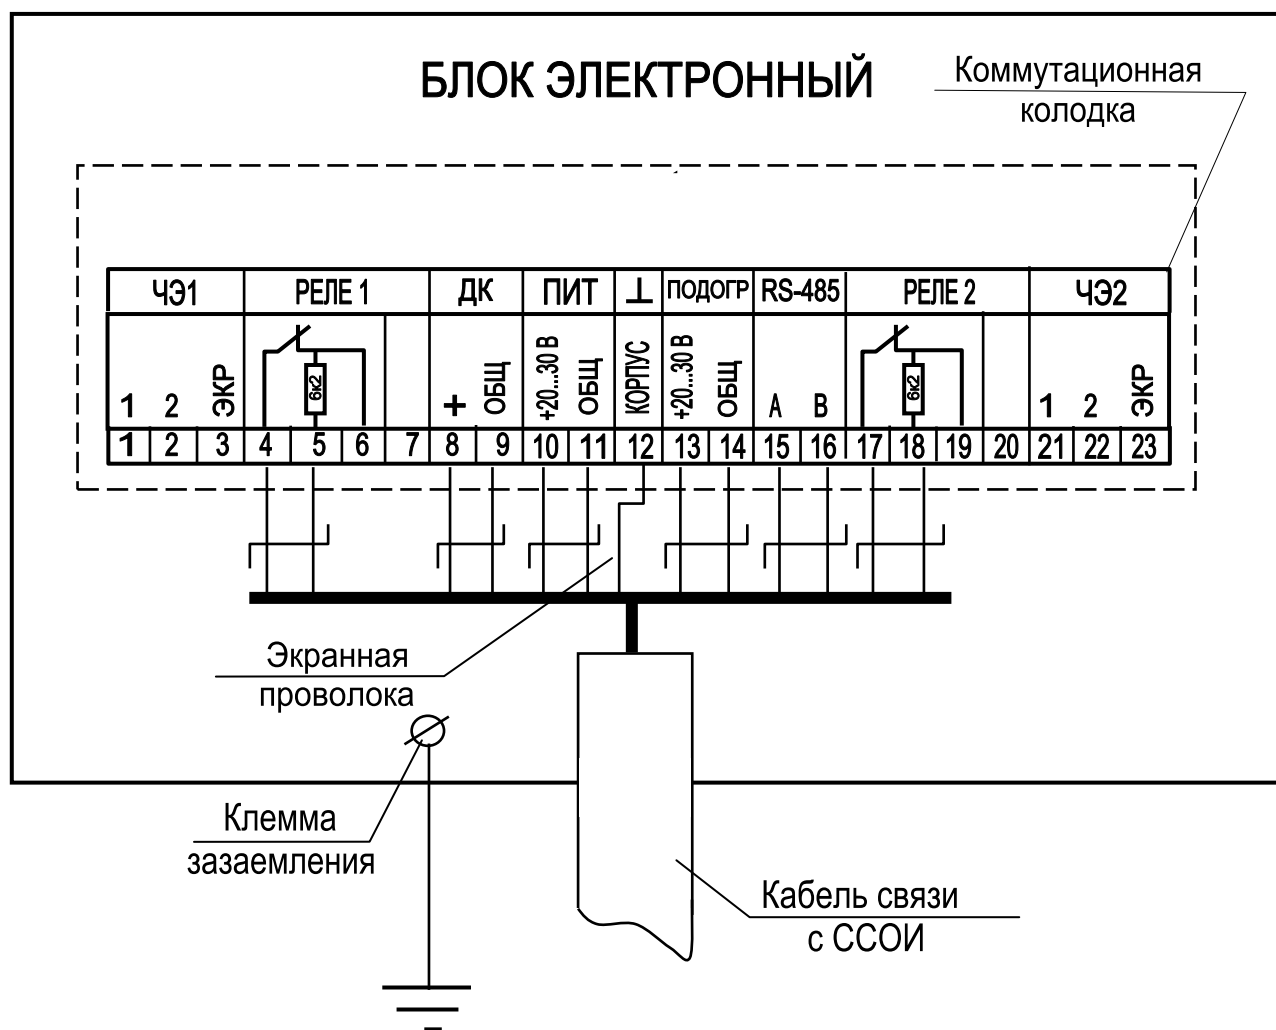 БЛОК ЭЛЕКТРОННЫЙ
Коммутационная
колодка
ЧЭ1 РЕЛЕ 1 ДК ПИТ ⊥ ПОДОГР RS-485 РЕЛЕ 2 ЧЭ2
1 2 ЭКР 6к2 + ОБЩ +20...30 В ОБЩ КОРПУС +20...30 В ОБЩ A B 6к2 1 2 ЭКР
1 2 3 4 5 6 7 8 9 10 11 12 13 14 15 16 17 18 19 20 21 22 23
Экранная
проволока
Клемма
зазаемления
Кабель связи
с ССОИ